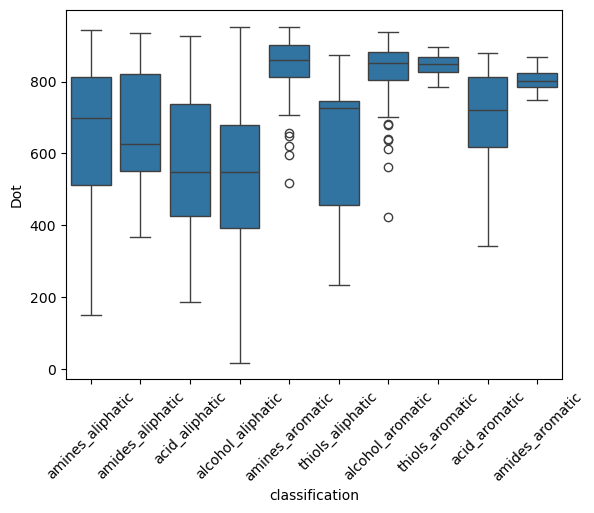 Dot
800
600
400
200
0
amines_aliphatic
amides_aliphatic
acid_aliphatic
alcohol_aliphatic
amines_aromatic
thiols_aliphatic
alcohol_aromatic
thiols_aromatic
acid_aromatic
amides_aromatic
classification